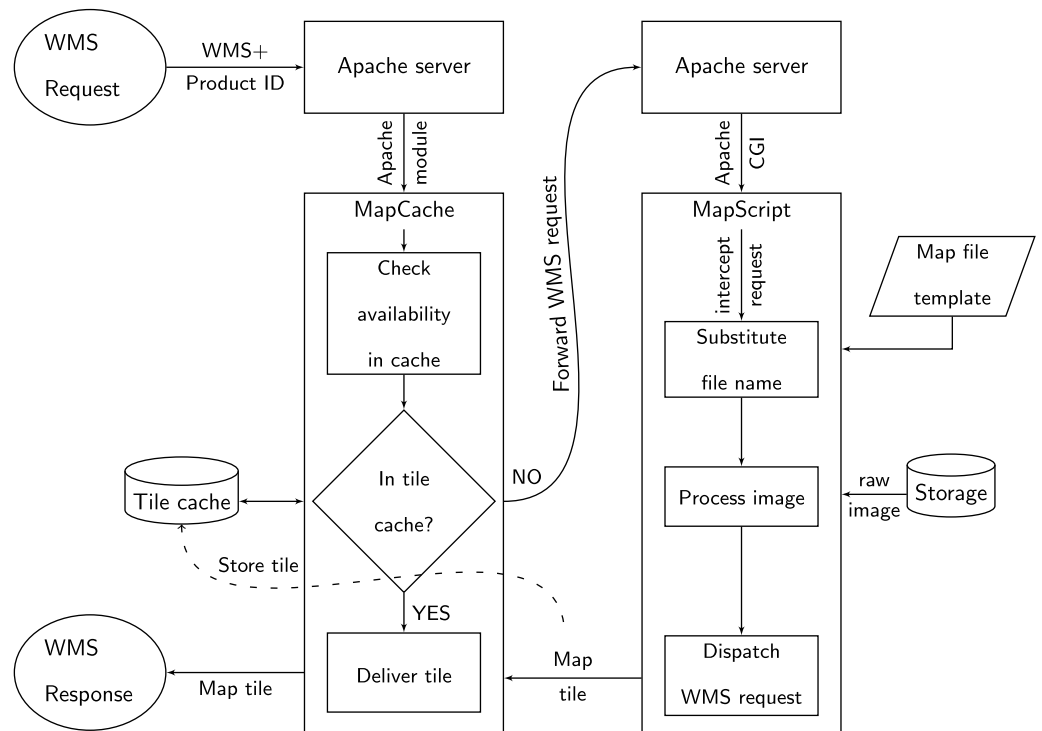 WMS
Request
WMS+
Product ID
Apache server
Apache
module
MapCache
Check
availability
in cache
In tile
cache?
Tile cache
NO
YES
Store tile
Deliver tile
Map tile
WMS
Response
Forward WMS request
Apache server
Apache
CGI
MapScript
intercept
request
Map file
template
Substitute
file name
Process image
raw
image
Storage
Dispatch
WMS request
Map
tile